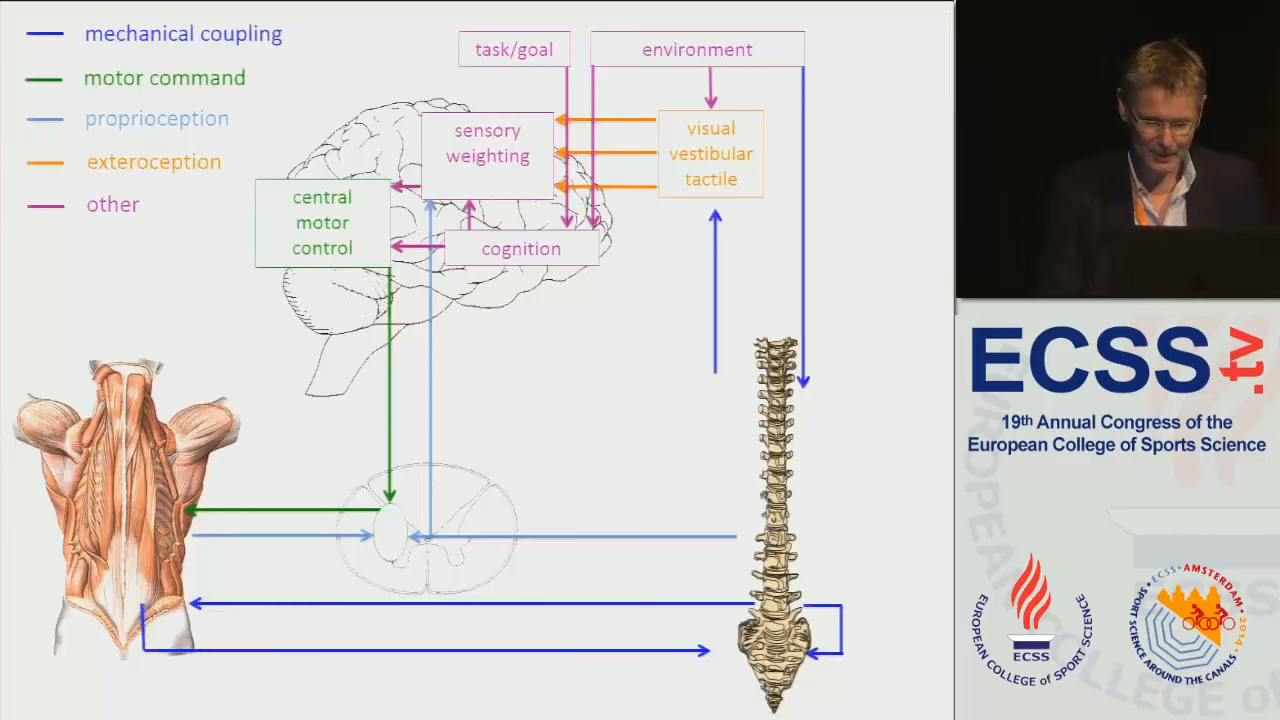 mechanical coupling
motor command
proprioception
exteroception
other
task/goal
environment
sensory
weighting
visual
vestibular
tactile
central
motor
control
cognition
ECSS
.tv
19th Annual Congress of the
European College of Sports Science
EUROPEAN COLLEGE OF SPORT SCIENCE
ECSS
ECSS • AMSTERDAM • 2014
SPORT SCIENCE AROUND THE CANALS